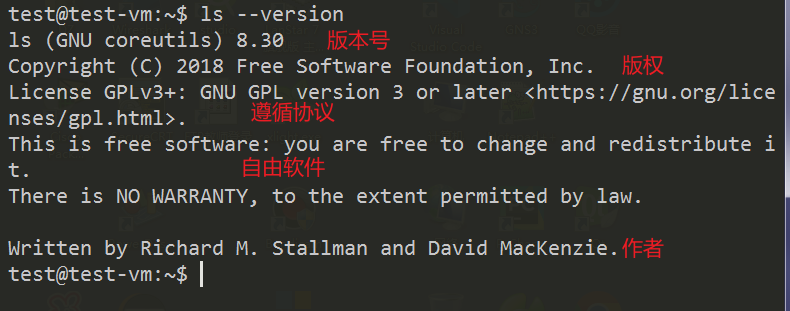 test@test-vm:~$ ls --version
ls (GNU coreutils) 8.30 版本号
Copyright (C) 2018 Free Software Foundation, Inc. 版权
License GPLv3+: GNU GPL version 3 or later <https://gnu.org/lice
nses/gpl.html>. 遵循协议
This is free software: you are free to change and redistribute i
t. 自由软件
There is NO WARRANTY, to the extent permitted by law.
Written by Richard M. Stallman and David MacKenzie.作者
test@test-vm:~$